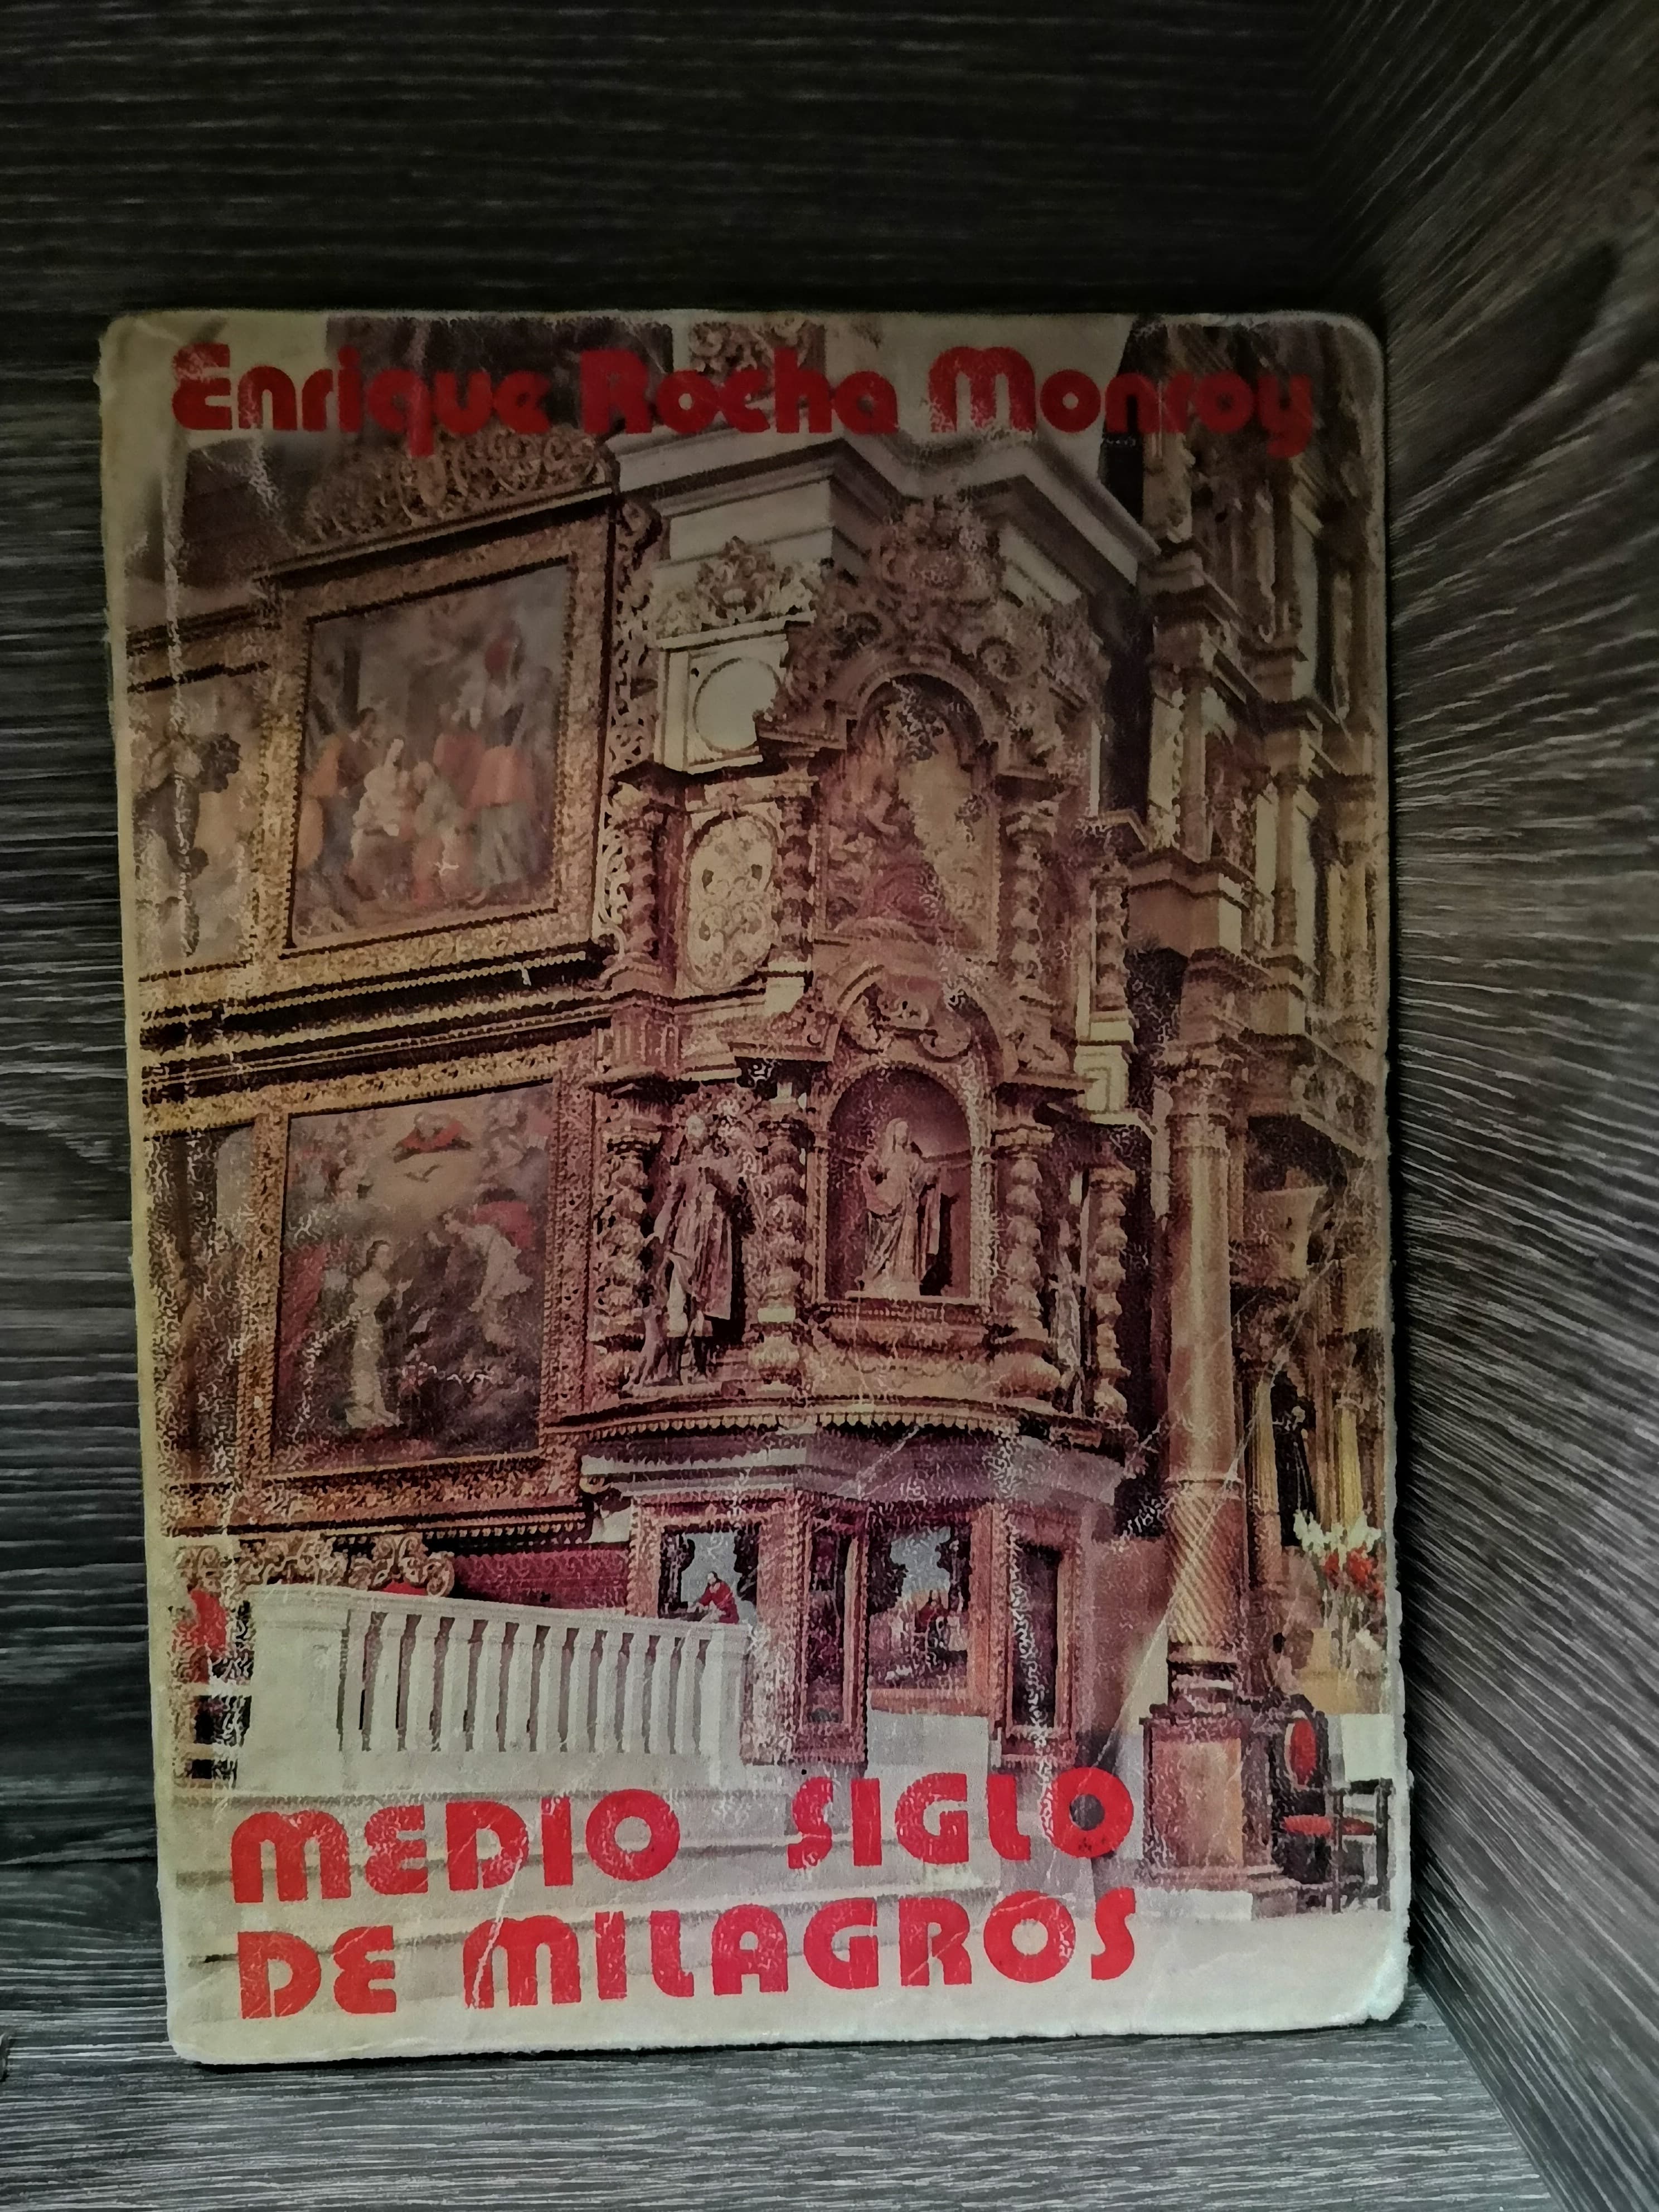 Enrique Rocha Monroy
MEDIO SIGLO
DE MILAGROS